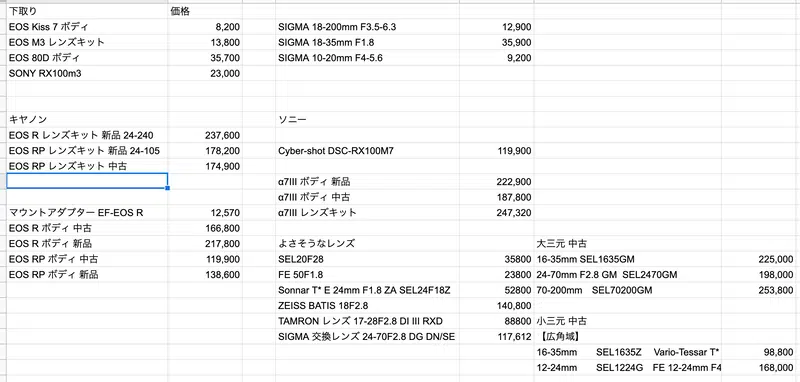 下取り 価格
EOS Kiss 7 ボディ 8,200 SIGMA 18-200mm F3.5-6.3 12,900
EOS M3 レンズキット 13,800 SIGMA 18-35mm F1.8 35,900
EOS 80D ボディ 35,700 SIGMA 10-20mm F4-5.6 9,200
SONY RX100m3 23,000
キヤノン ソニー
EOS R レンズキット 新品 24-240 237,600
EOS RP レンズキット 新品 24-105 178,200 Cyber-shot DSC-RX100M7 119,900
EOS RP レンズキット 中古 174,900
α7III ボディ 新品 222,900
α7III ボディ 中古 187,800
マウントアダプター EF-EOS R 12,570 α7III レンズキット 247,320
EOS R ボディ 中古 166,800
EOS R ボディ 新品 217,800 よさそうなレンズ 大三元 中古
EOS RP ボディ 中古 119,900 SEL20F28 35800 16-35mm SEL1635GM 225,000
EOS RP ボディ 新品 138,600 FE 50F1.8 23800 24-70mm F2.8 GM SEL2470GM 198,000
Sonnar T* E 24mm F1.8 ZA SEL24F18Z 52800 70-200mm SEL70200GM 253,800
ZEISS BATIS 18F2.8 140,800
TAMRON レンズ 17-28F2.8 DI III RXD 88800 小三元 中古
SIGMA 交換レンズ 24-70F2.8 DG DN/SE 117,612 【広角域】
16-35mm SEL1635Z Vario-Tessar T* 98,800
12-24mm SEL1224G FE 12-24mm F4 168,000